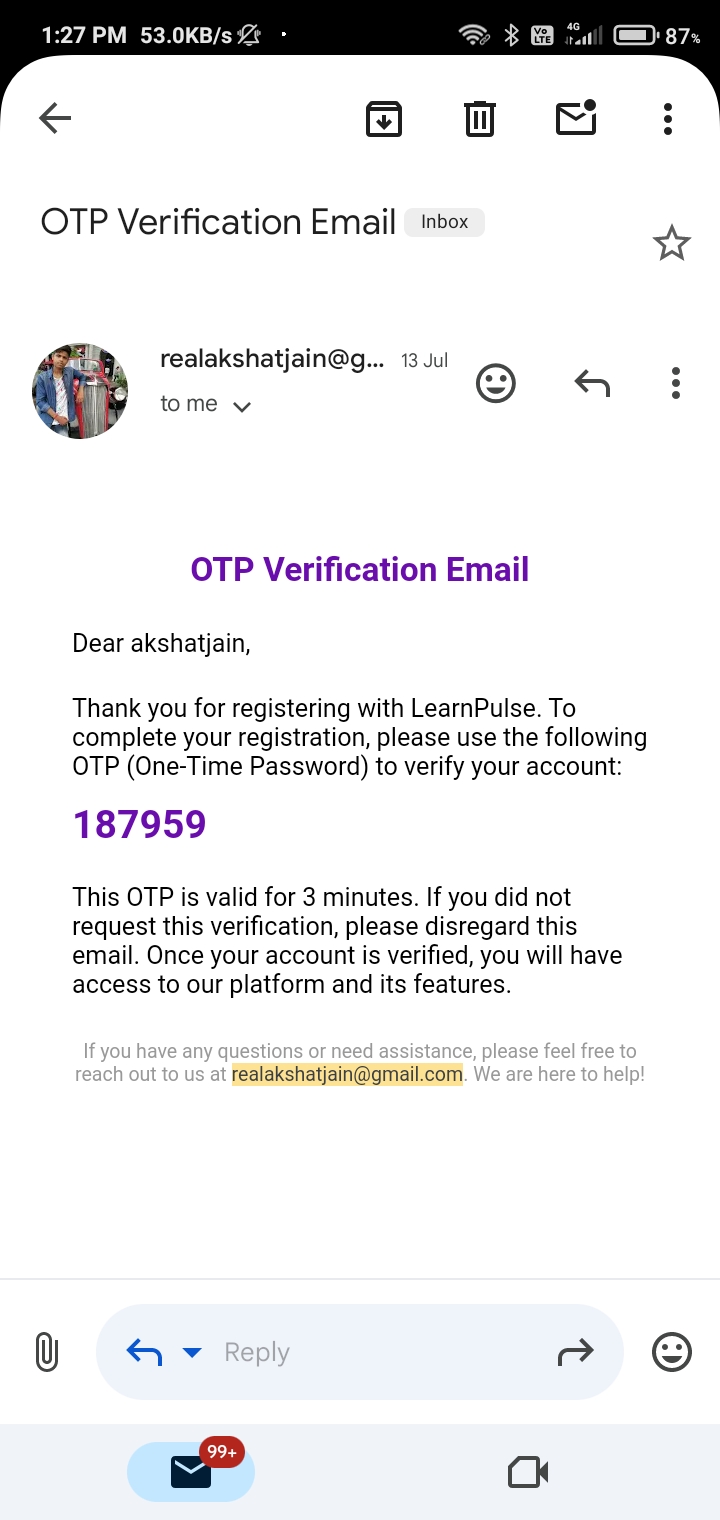 1:27 PM 53.0KB/s
Vo LTE 4G 87%
OTP Verification Email Inbox
realakshatjain@g... 13 Jul
to me
OTP Verification Email
Dear akshatjain,
Thank you for registering with LearnPulse. To
complete your registration, please use the following
OTP (One-Time Password) to verify your account:
187959
This OTP is valid for 3 minutes. If you did not
request this verification, please disregard this
email. Once your account is verified, you will have
access to our platform and its features.
If you have any questions or need assistance, please feel free to
reach out to us at realakshatjain@gmail.com. We are here to help!
Reply
99+